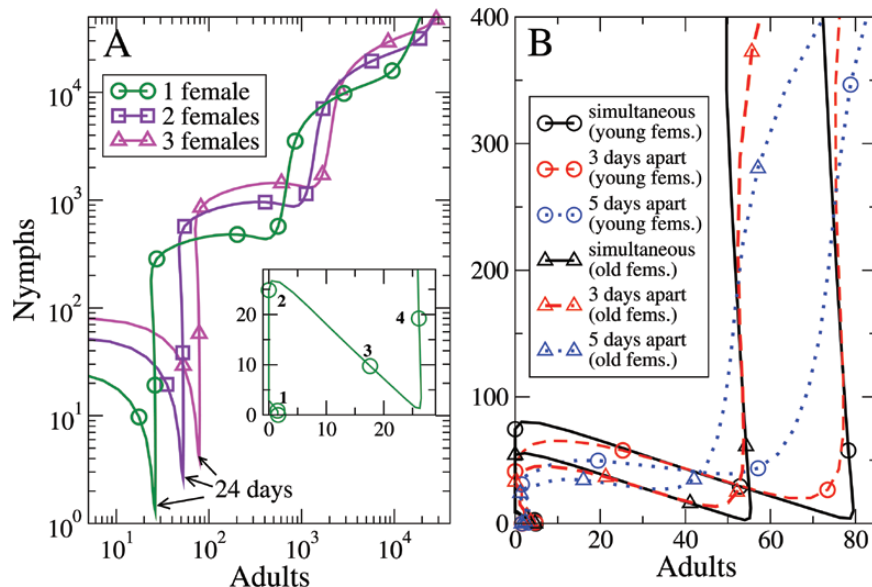 A
1 female
2 females
3 females
10^4
10^3
10^2
10^1
10^0
Nymphs
10^1 10^2 10^3 10^4
Adults
24 days
20
10
0
0 10 20
1
2
3
4
B
simultaneous
(young fems.)
3 days apart
(young fems.)
5 days apart
(young fems.)
simultaneous
(old fems.)
3 days apart
(old fems.)
5 days apart
(old fems.)
400
300
200
100
0
0 20 40 60 80
Adults